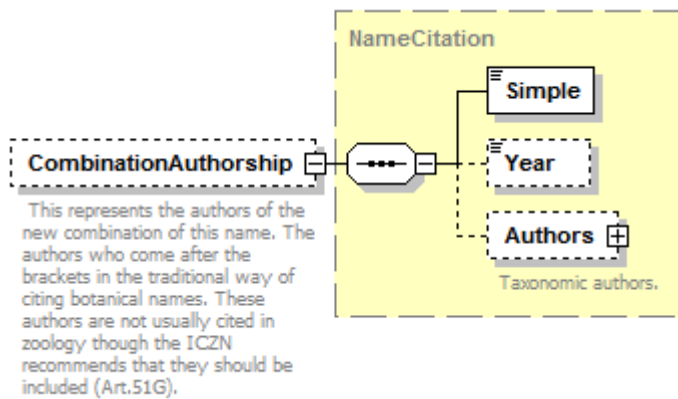 NameCitation
Simple
CombinationAuthorship
Year
Authors
Taxonomic authors.
This represents the authors of the
new combination of this name. The
authors who come after the
brackets in the traditional way of
citing botanical names. These
authors are not usually cited in
zoology though the ICZN
recommends that they should be
included (Art.51G).